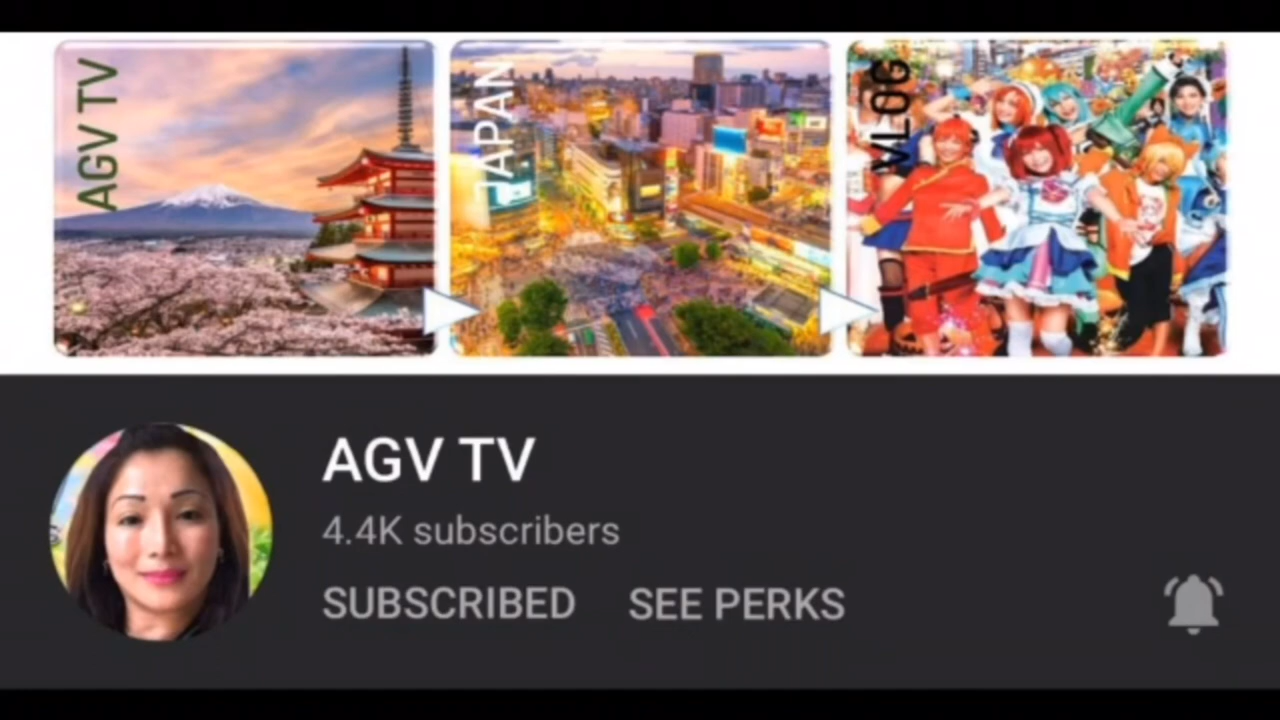 AGV TV
JAPAN
VLOG
AGV TV
4.4K subscribers
SUBSCRIBED SEE PERKS